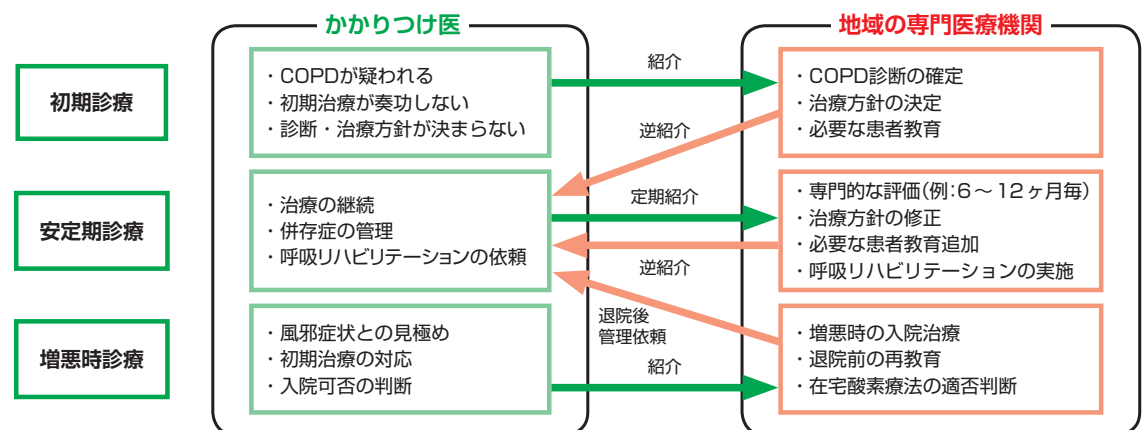 かかりつけ医
地域の専門医療機関
初期診療
・COPDが疑われる
・初期治療が奏功しない
・診断・治療方針が決まらない
紹介
逆紹介
・COPD診断の確定
・治療方針の決定
・必要な患者教育
安定期診療
・治療の継続
・併存症の管理
・呼吸リハビリテーションの依頼
定期紹介
逆紹介
・専門的な評価(例:6～12ヶ月毎)
・治療方針の修正
・必要な患者教育追加
・呼吸リハビリテーションの実施
増悪時診療
・風邪症状との見極め
・初期治療の対応
・入院可否の判断
退院後
管理依頼
紹介
・増悪時の入院治療
・退院前の再教育
・在宅酸素療法の適否判断